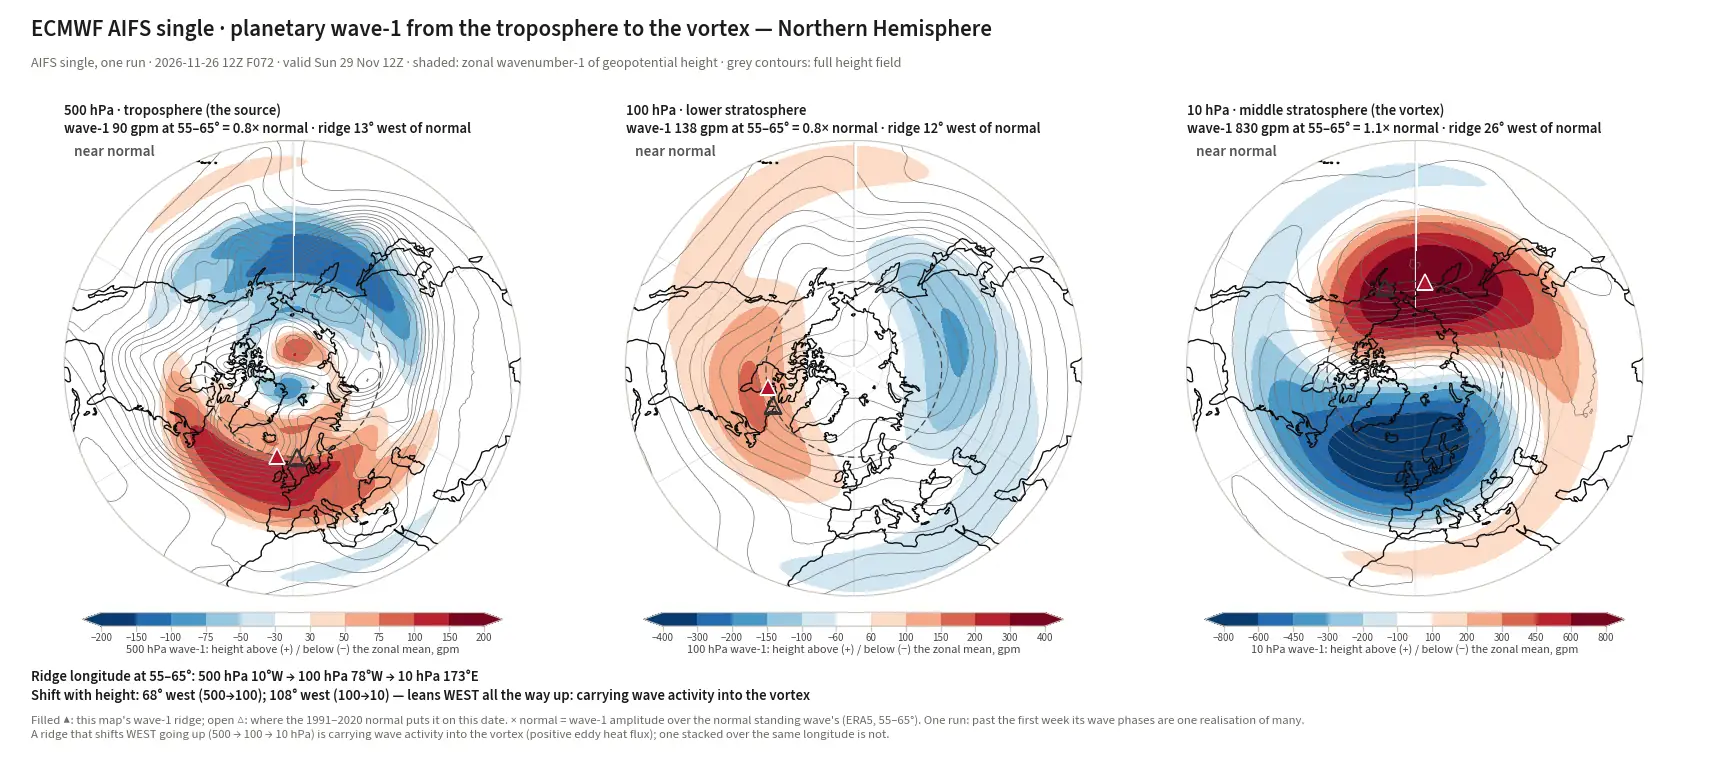 ECMWF AIFS single · planetary wave-1 from the troposphere to the vortex — Northern Hemisphere
AIFS single, one run · 2026-11-26 12Z F072 · valid Sun 29 Nov 12Z · shaded: zonal wavenumber-1 of geopotential height · grey contours: full height field
500 hPa · troposphere (the source)
wave-1 90 gpm at 55–65° = 0.8× normal · ridge 13° west of normal
near normal
100 hPa · lower stratosphere
wave-1 138 gpm at 55–65° = 0.8× normal · ridge 12° west of normal
near normal
10 hPa · middle stratosphere (the vortex)
wave-1 830 gpm at 55–65° = 1.1× normal · ridge 26° west of normal
near normal
−200 −150 −100 −75 −50 −30 30 50 75 100 150 200
500 hPa wave-1: height above (+) / below (−) the zonal mean, gpm
−400 −300 −200 −150 −100 −60 60 100 150 200 300 400
100 hPa wave-1: height above (+) / below (−) the zonal mean, gpm
−800 −600 −450 −300 −200 −100 100 200 300 450 600 800
10 hPa wave-1: height above (+) / below (−) the zonal mean, gpm
Ridge longitude at 55–65°: 500 hPa 10°W → 100 hPa 78°W → 10 hPa 173°E
Shift with height: 68° west (500→100); 108° west (100→10) — leans WEST all the way up: carrying wave activity into the vortex
Filled ▲: this map's wave-1 ridge; open △: where the 1991–2020 normal puts it on this date. × normal = wave-1 amplitude over the normal standing wave's (ERA5, 55–65°). One run: past the first week its wave phases are one realisation of many.
A ridge that shifts WEST going up (500 → 100 → 10 hPa) is carrying wave activity into the vortex (positive eddy heat flux); one stacked over the same longitude is not.